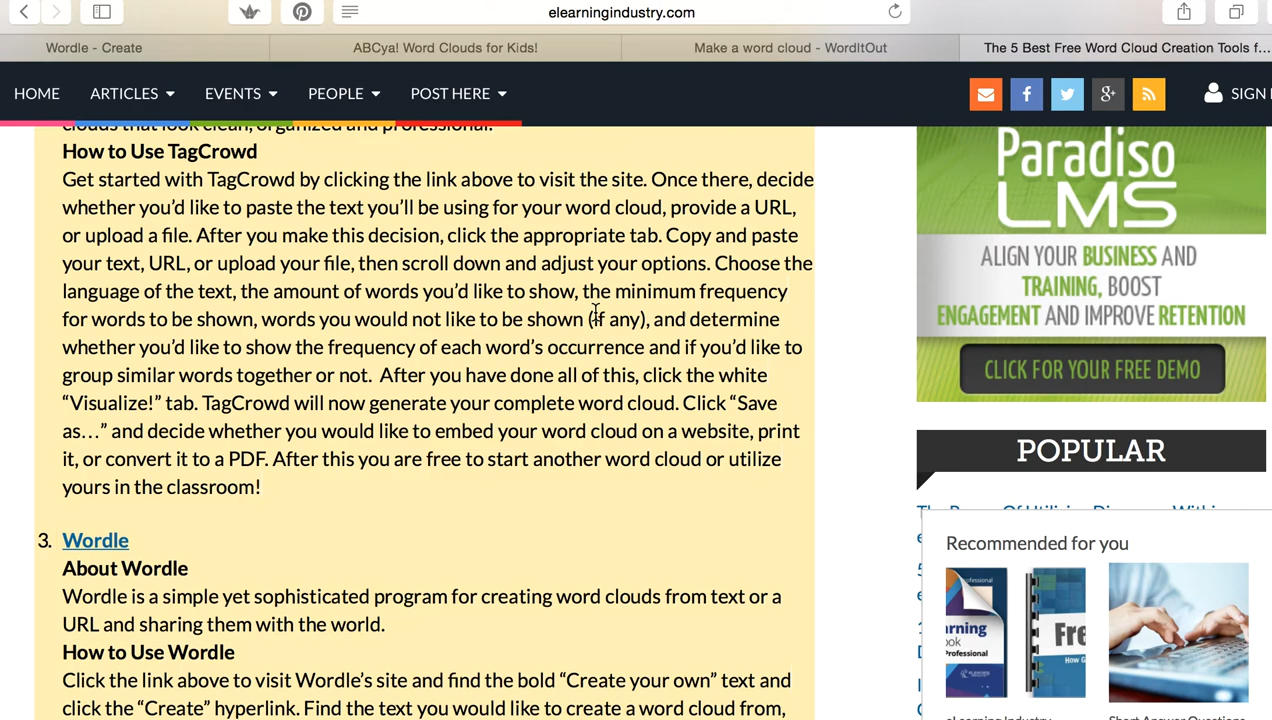 elearningindustry.com
Wordle - Create
ABCya! Word Clouds for Kids!
Make a word cloud - WordItOut
The 5 Best Free Word Cloud Creation Tools f...
HOME
ARTICLES
EVENTS
PEOPLE
POST HERE
SIGN
clouds that look clean, organized and professional.
How to Use TagCrowd
Get started with TagCrowd by clicking the link above to visit the site. Once there, decide
whether you’d like to paste the text you’ll be using for your word cloud, provide a URL,
or upload a file. After you make this decision, click the appropriate tab. Copy and paste
your text, URL, or upload your file, then scroll down and adjust your options. Choose the
language of the text, the amount of words you’d like to show, the minimum frequency
for words to be shown, words you would not like to be shown (if any), and determine
whether you’d like to show the frequency of each word’s occurrence and if you’d like to
group similar words together or not.  After you have done all of this, click the white
“Visualize!” tab. TagCrowd will now generate your complete word cloud. Click “Save
as…” and decide whether you would like to embed your word cloud on a website, print
it, or convert it to a PDF. After this you are free to start another word cloud or utilize
yours in the classroom!
3. Wordle
About Wordle
Wordle is a simple yet sophisticated program for creating word clouds from text or a
URL and sharing them with the world.
How to Use Wordle
Click the link above to visit Wordle’s site and find the bold “Create your own” text and
click the “Create” hyperlink. Find the text you would like to create a word cloud from,
Paradiso
LMS
ALIGN YOUR BUSINESS AND
TRAINING, BOOST
ENGAGEMENT AND IMPROVE RETENTION
CLICK FOR YOUR FREE DEMO
POPULAR
Recommended for you
eLearning Industry
Short Answer Questions